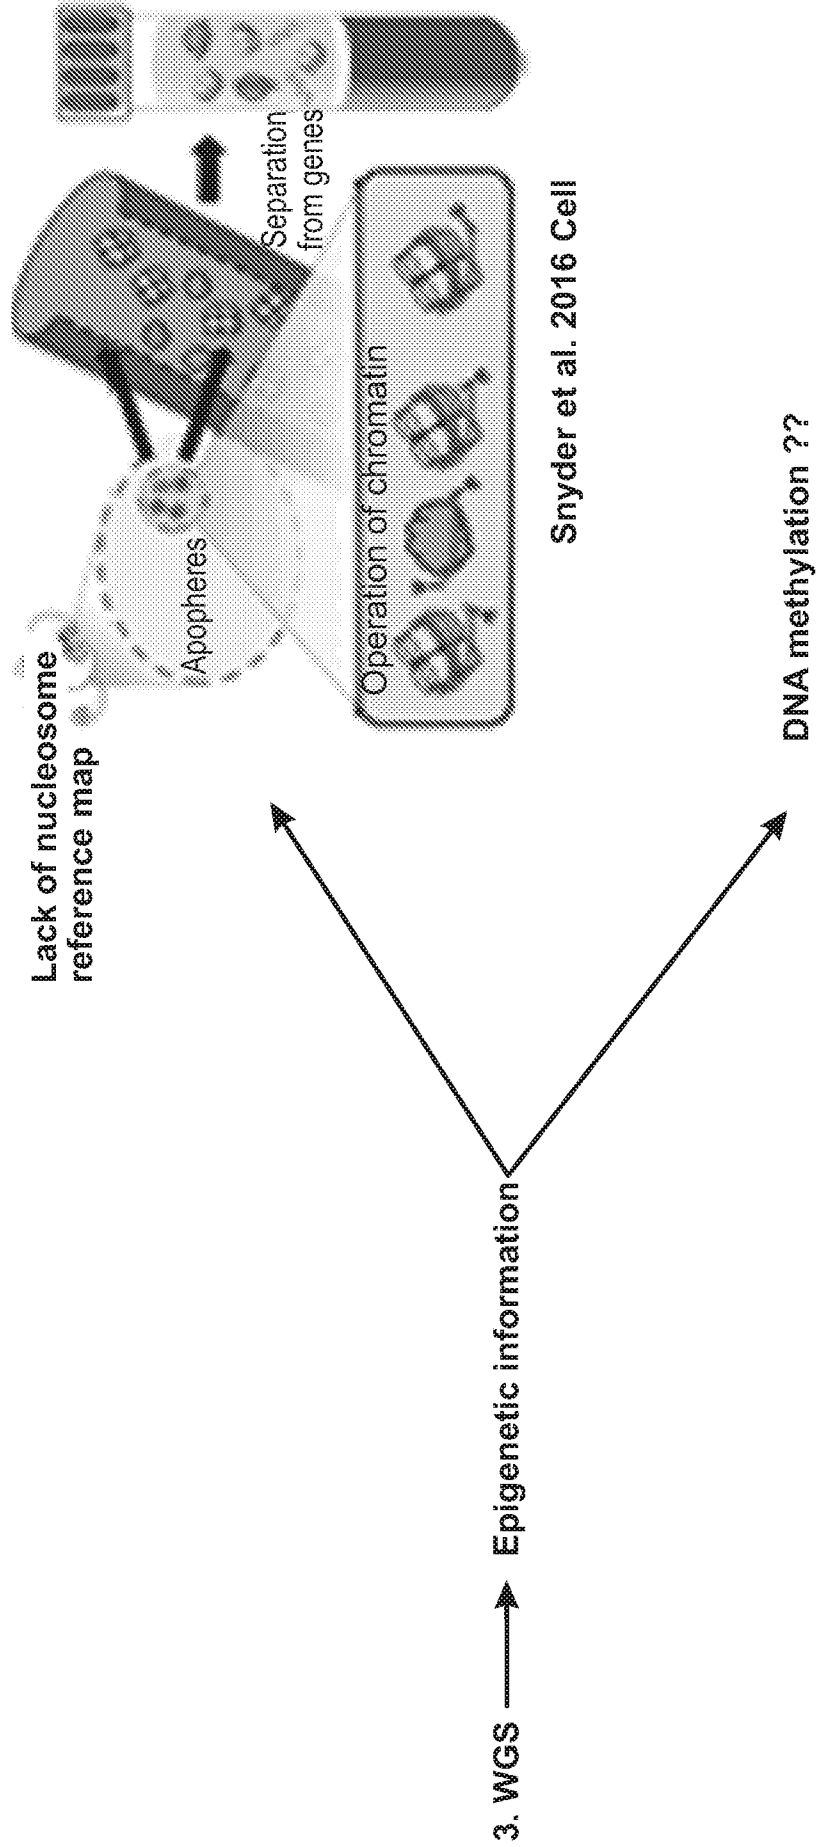 3. WGS
Epigenetic information
Lack of nucleosome
reference map
Apopheres
Separation
from genes
Operation of chromatin
Snyder et al. 2016 Cell
DNA methylation ??